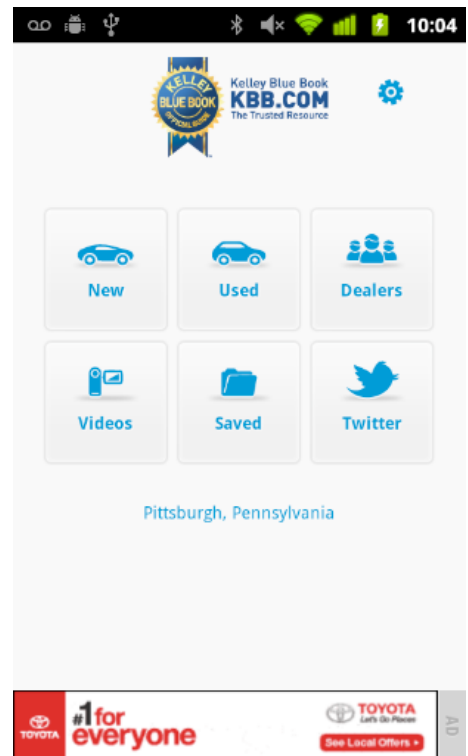 10:04
KELLEY
BLUE BOOK
OFFICIAL GUIDE
Kelley Blue Book
KBB.COM
The Trusted Resource
New
Used
Dealers
Videos
Saved
Twitter
Pittsburgh, Pennsylvania
TOYOTA
#1 for
everyone
TOYOTA
Let's Go Places
See Local Offers
AD